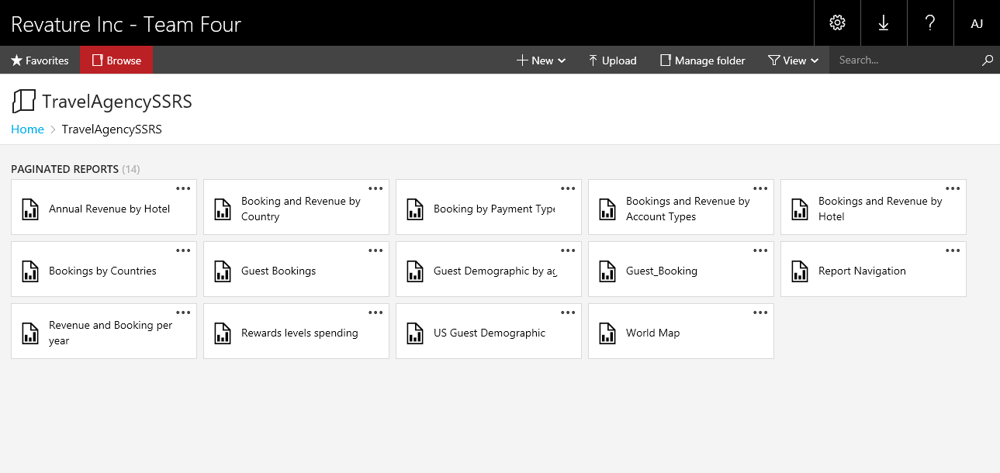 Revature Inc - Team Four
? AJ
Favorites Browse New Upload Manage folder View Search...
TravelAgencySSRS
Home > TravelAgencySSRS
PAGINATED REPORTS (14)
Annual Revenue by Hotel
Booking and Revenue by
Country
Booking by Payment Type
Bookings and Revenue by
Account Types
Bookings and Revenue by
Hotel
Bookings by Countries
Guest Bookings
Guest Demographic by
Guest_Booking
Report Navigation
Revenue and Booking per
year
Rewards levels spending
US Guest Demographic
World Map